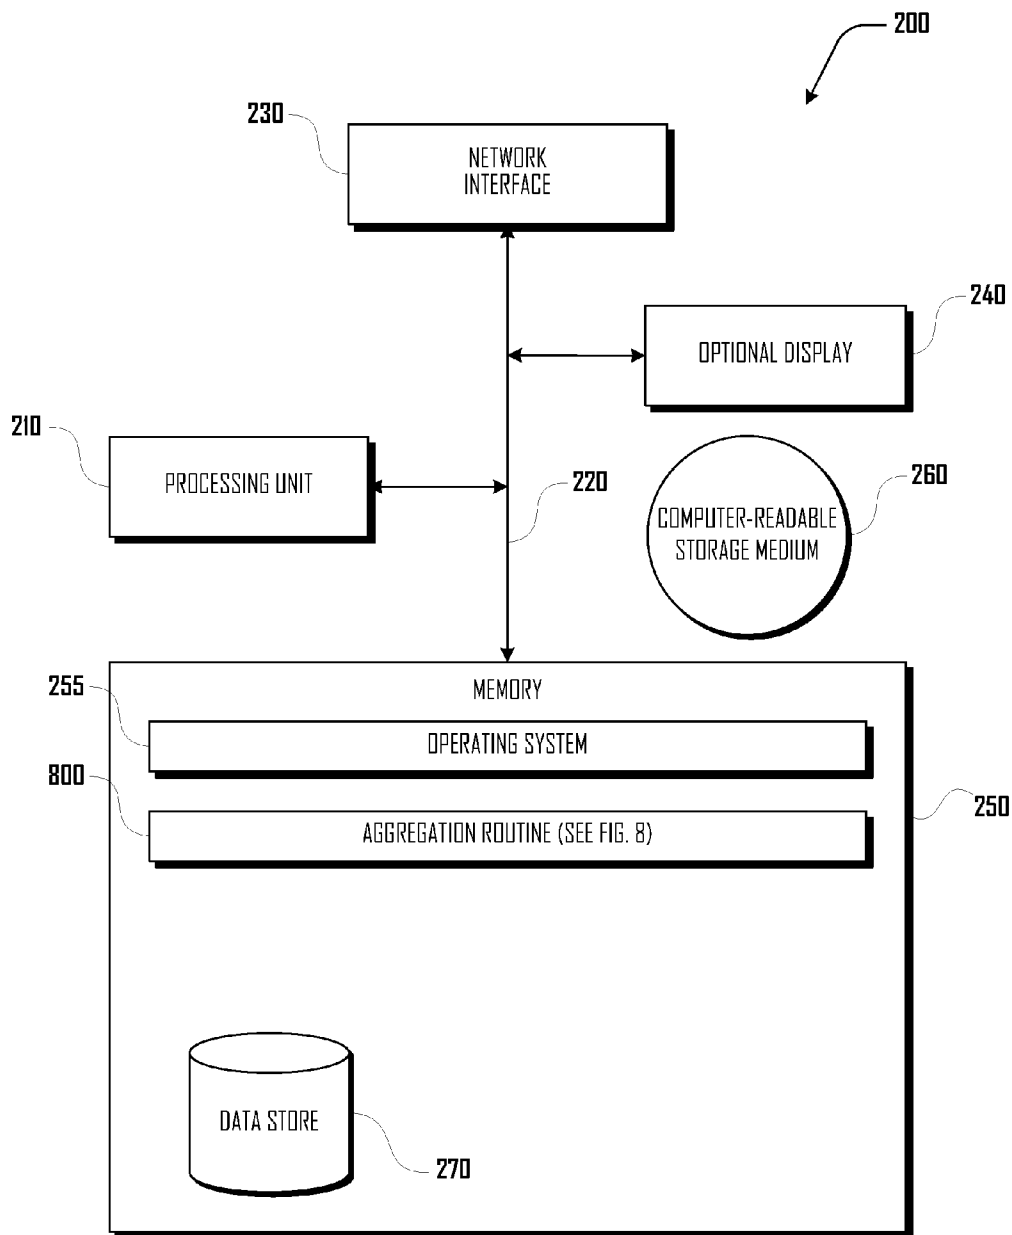 200
230
NETWORK
INTERFACE
240
OPTIONAL DISPLAY
210
PROCESSING UNIT
220
260
COMPUTER-READABLE
STORAGE MEDIUM
MEMORY
255
OPERATING SYSTEM
800
AGGREGATION ROUTINE (SEE FIG. 8)
250
DATA STORE
270